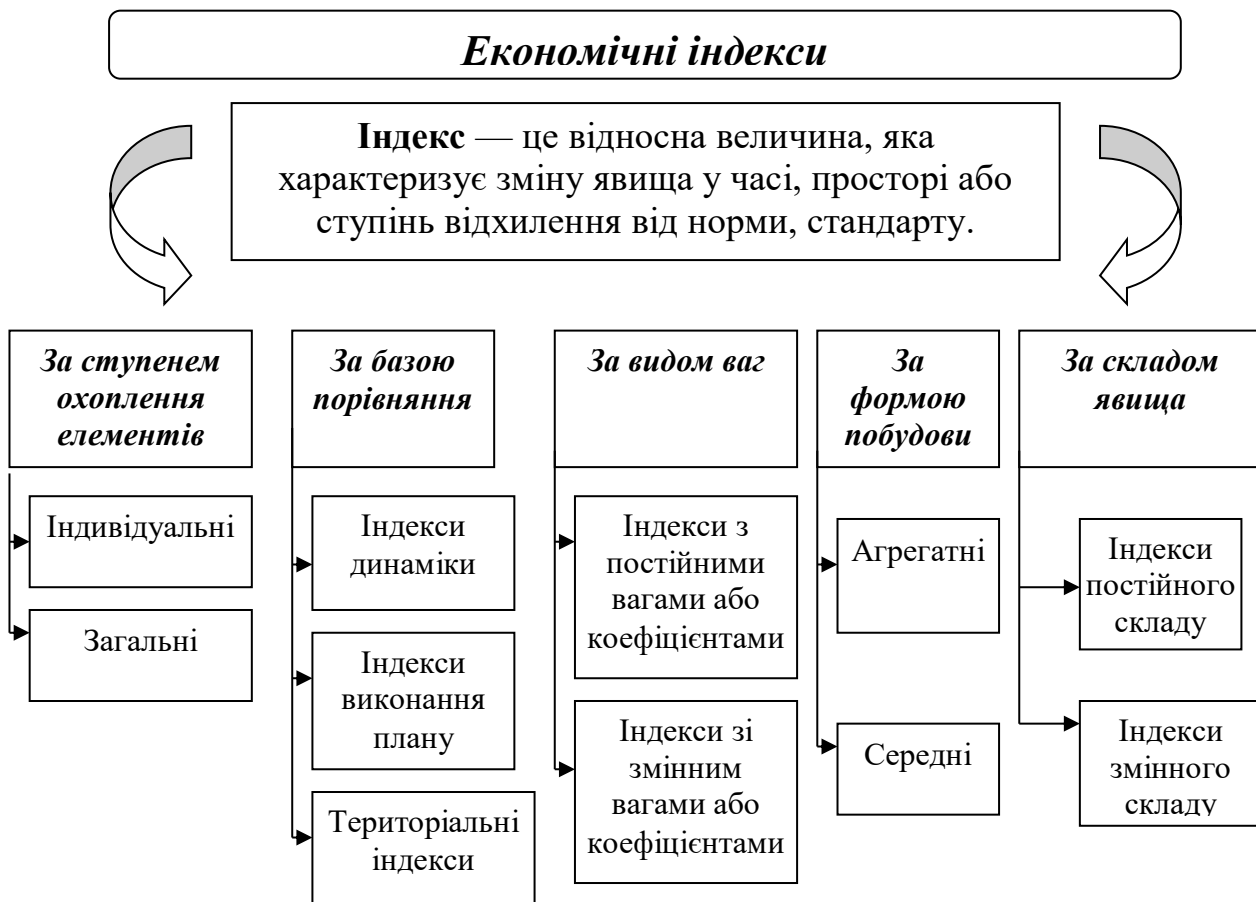 Економічні індекси
Індекс — це відносна величина, яка
характеризує зміну явища у часі, просторі або
ступінь відхилення від норми, стандарту.
За ступенем
охоплення
елементів
Індивідуальні
Загальні
За базою
порівняння
Індекси
динаміки
Індекси
виконання
плану
Територіальні
індекси
За видом ваг
Індекси з
постійними
вагами або
коефіцієнтами
Індекси зі
змінним
вагами або
коефіцієнтами
За
формою
побудови
Агрегатні
Середні
За складом
явища
Індекси
постійного
складу
Індекси
змінного
складу